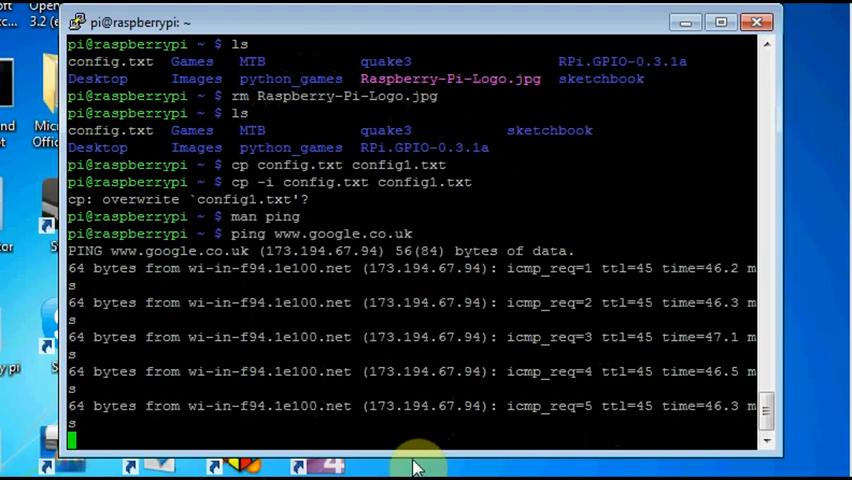 3.2 (
pi@raspberrypi: ~
pi@raspberrypi ~ $ ls
config.txt Games MTB quake3 RPi.GPIO-0.3.1a
Desktop Images python_games Raspberry-Pi-Logo.jpg sketchbook
pi@raspberrypi ~ $ rm Raspberry-Pi-Logo.jpg
pi@raspberrypi ~ $ ls
config.txt Games MTB quake3 sketchbook
Desktop Images python_games RPi.GPIO-0.3.1a
pi@raspberrypi ~ $ cp config.txt config1.txt
pi@raspberrypi ~ $ cp -i config.txt config1.txt
cp: overwrite `config1.txt'?
pi@raspberrypi ~ $ man ping
pi@raspberrypi ~ $ ping www.google.co.uk
PING www.google.co.uk (173.194.67.94) 56(84) bytes of data.
64 bytes from wi-in-f94.1e100.net (173.194.67.94): icmp_req=1 ttl=45 time=46.2 m
s
64 bytes from wi-in-f94.1e100.net (173.194.67.94): icmp_req=2 ttl=45 time=46.3 m
s
64 bytes from wi-in-f94.1e100.net (173.194.67.94): icmp_req=3 ttl=45 time=47.1 m
s
64 bytes from wi-in-f94.1e100.net (173.194.67.94): icmp_req=4 ttl=45 time=46.5 m
s
64 bytes from wi-in-f94.1e100.net (173.194.67.94): icmp_req=5 ttl=45 time=46.3 m
s
nd
Mic
et
Offic
tor
y pi
4